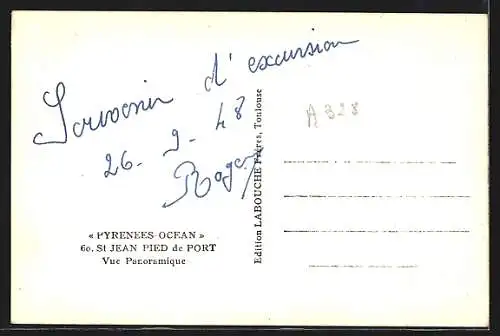 Souvenir d'excursion
26-9-48
Roger
A 328
« PYRENEES-OCEAN »
60. St JEAN PIED de PORT
Vue Panoramique
Edition LABOUCHE Frères, Toulouse